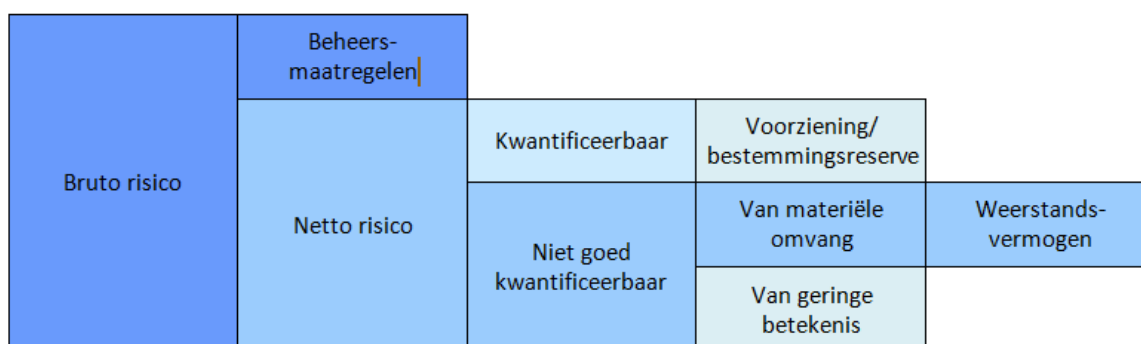 Beheers-
maatregelen
Kwantificeerbaar
Voorziening/
bestemmingsreserve
Bruto risico
Netto risico
Niet goed
kwantificeerbaar
Van materiële
omvang
Weerstands-
vermogen
Van geringe
betekenis